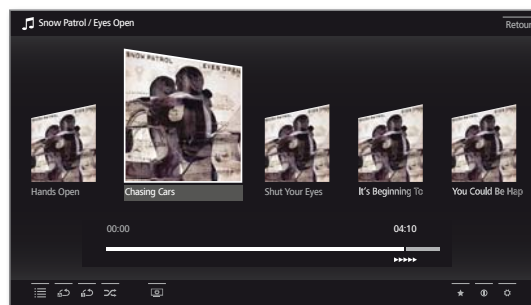 Snow Patrol / Eyes Open
Retour
SNOW PATROL EYES OPEN
Hands Open
Chasing Cars
Shut Your Eyes
It's Beginning To
You Could Be Hap
00:00
04:10